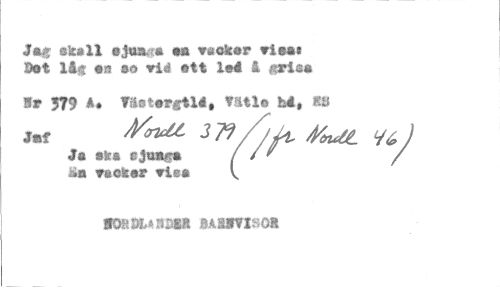 Jag skall sjunga en vacker visa:
Det låg en so vid ett led å grisa
Nr 379 A. Västergtld, Vätle hd, ES
Jmf Nordl 379 (jfr Nordl 46)
Ja ska sjunga
En vacker visa
NORDLANDER BARNVISOR